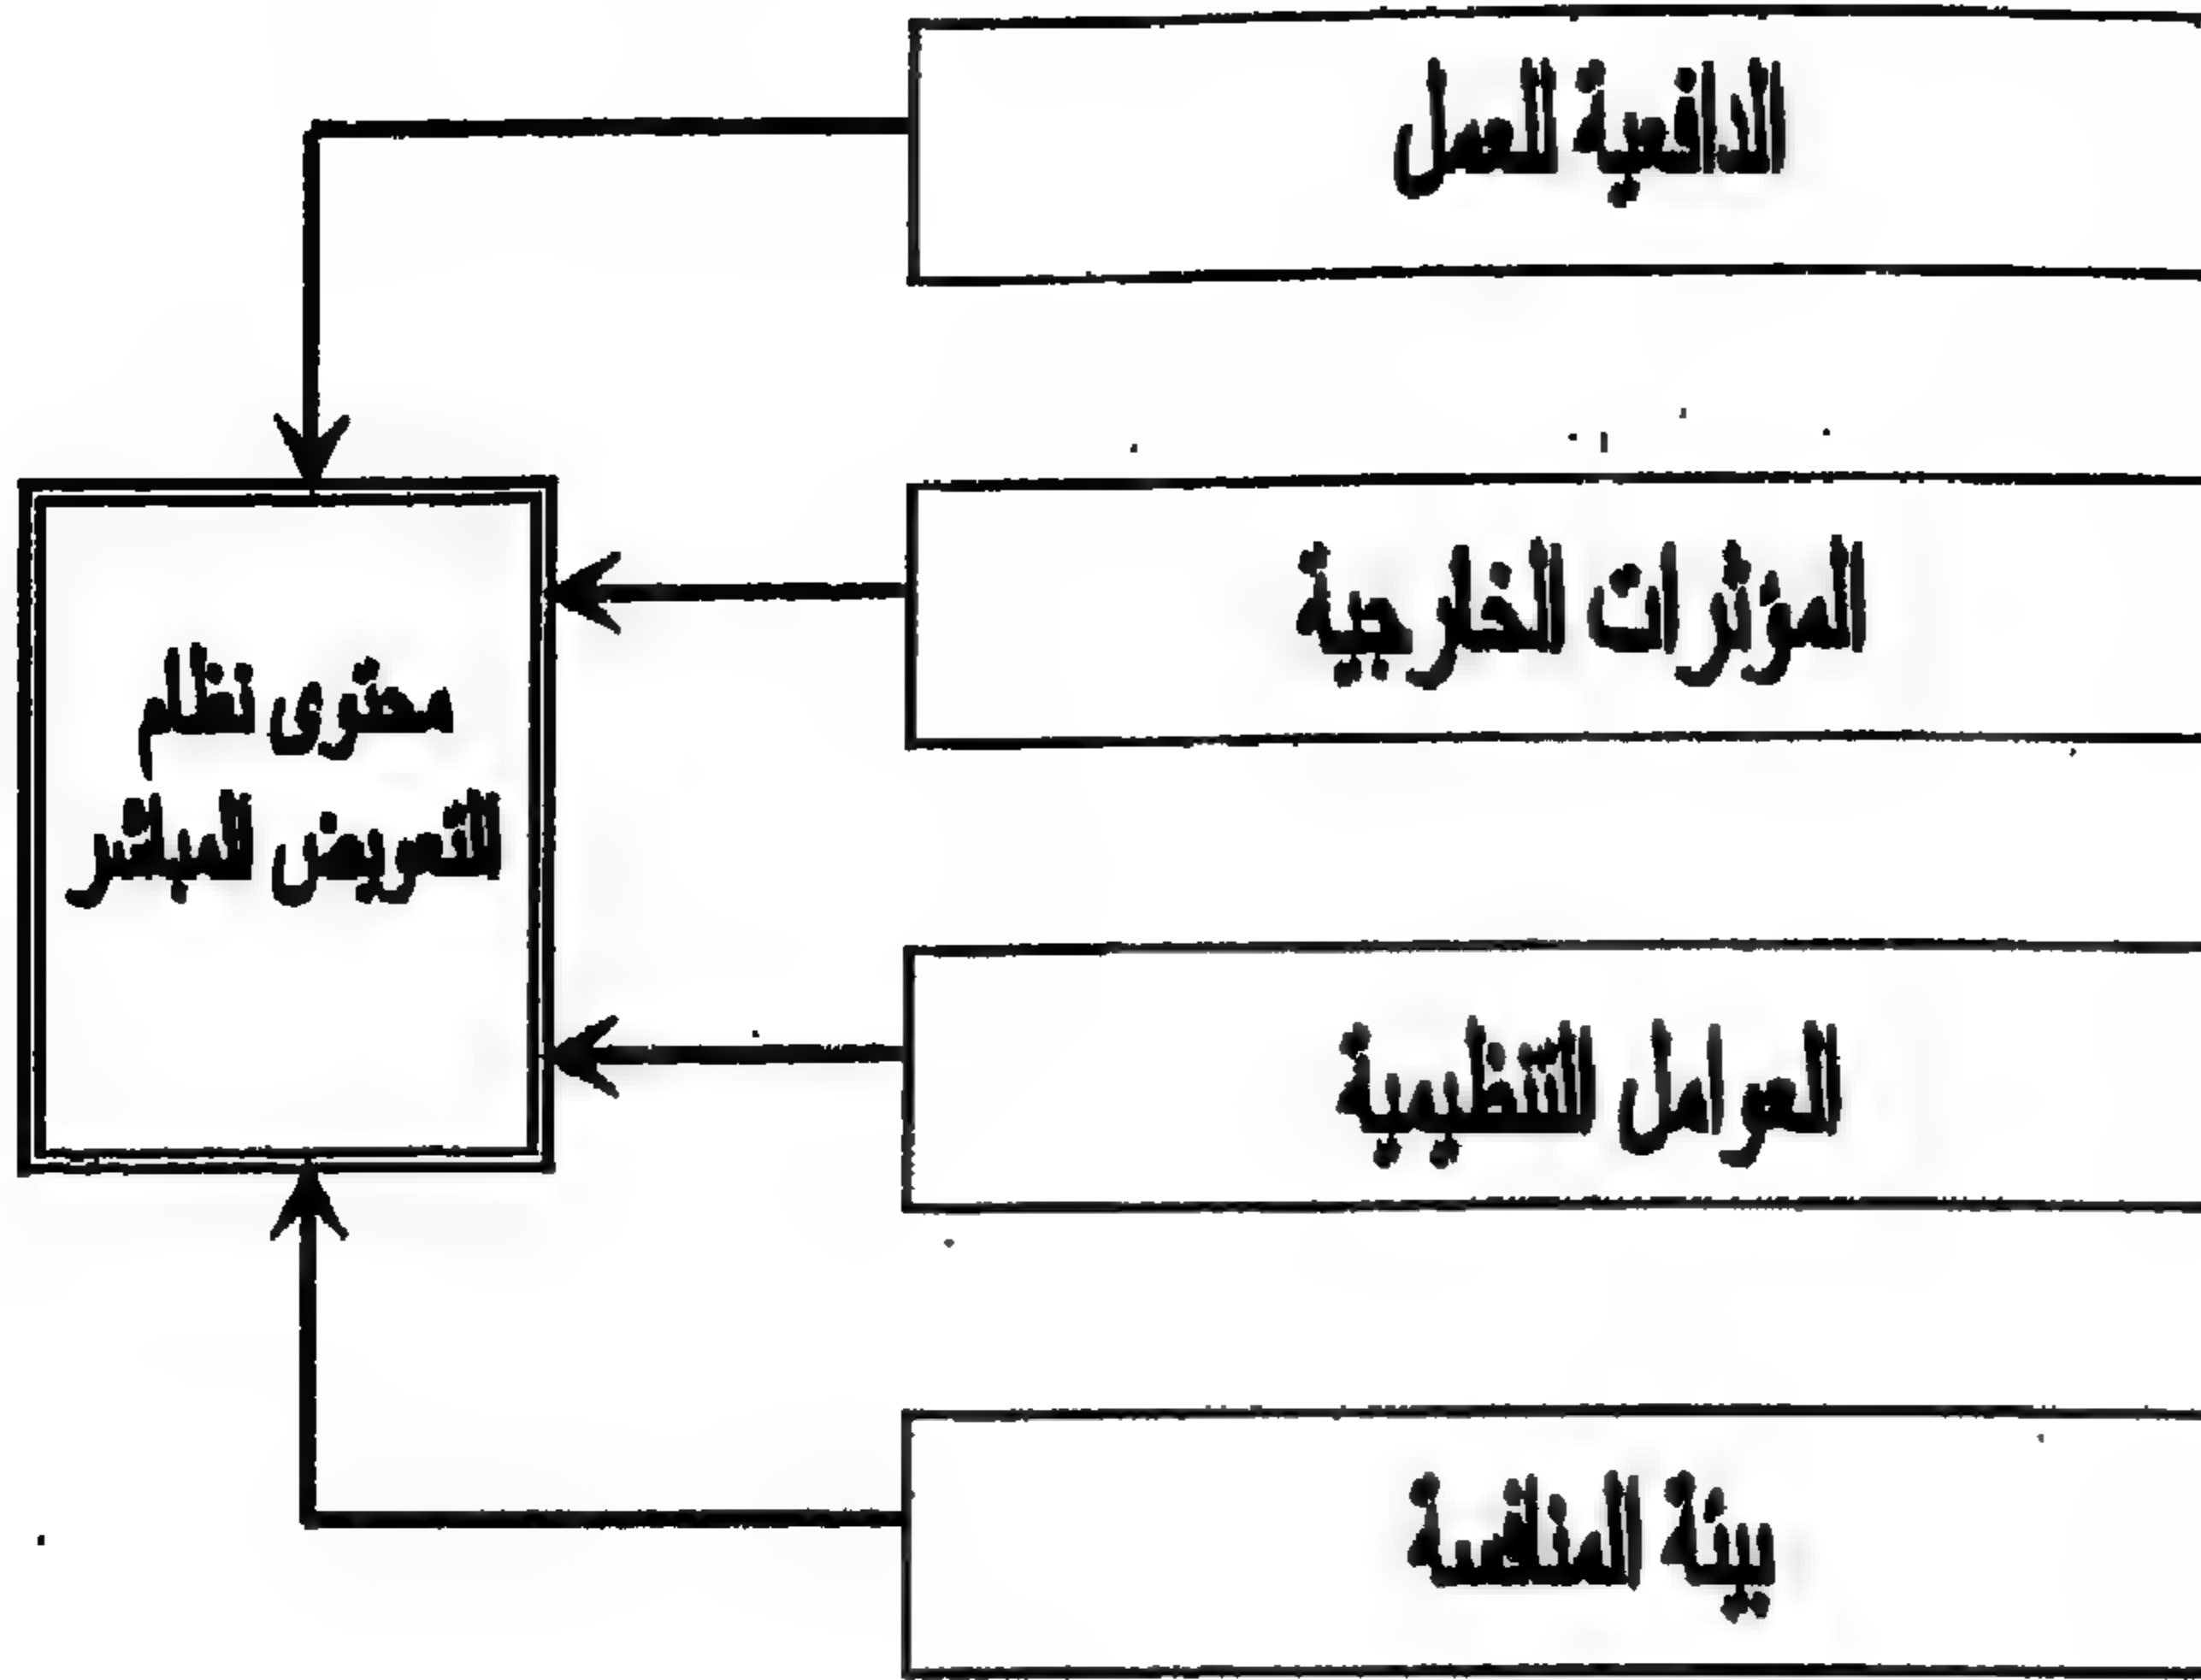 الدافعية للعمل
المؤثرات الخارجية
محتوى نظام
التعويض المباشر
العوامل التنظيمية
بيئة المنافسة